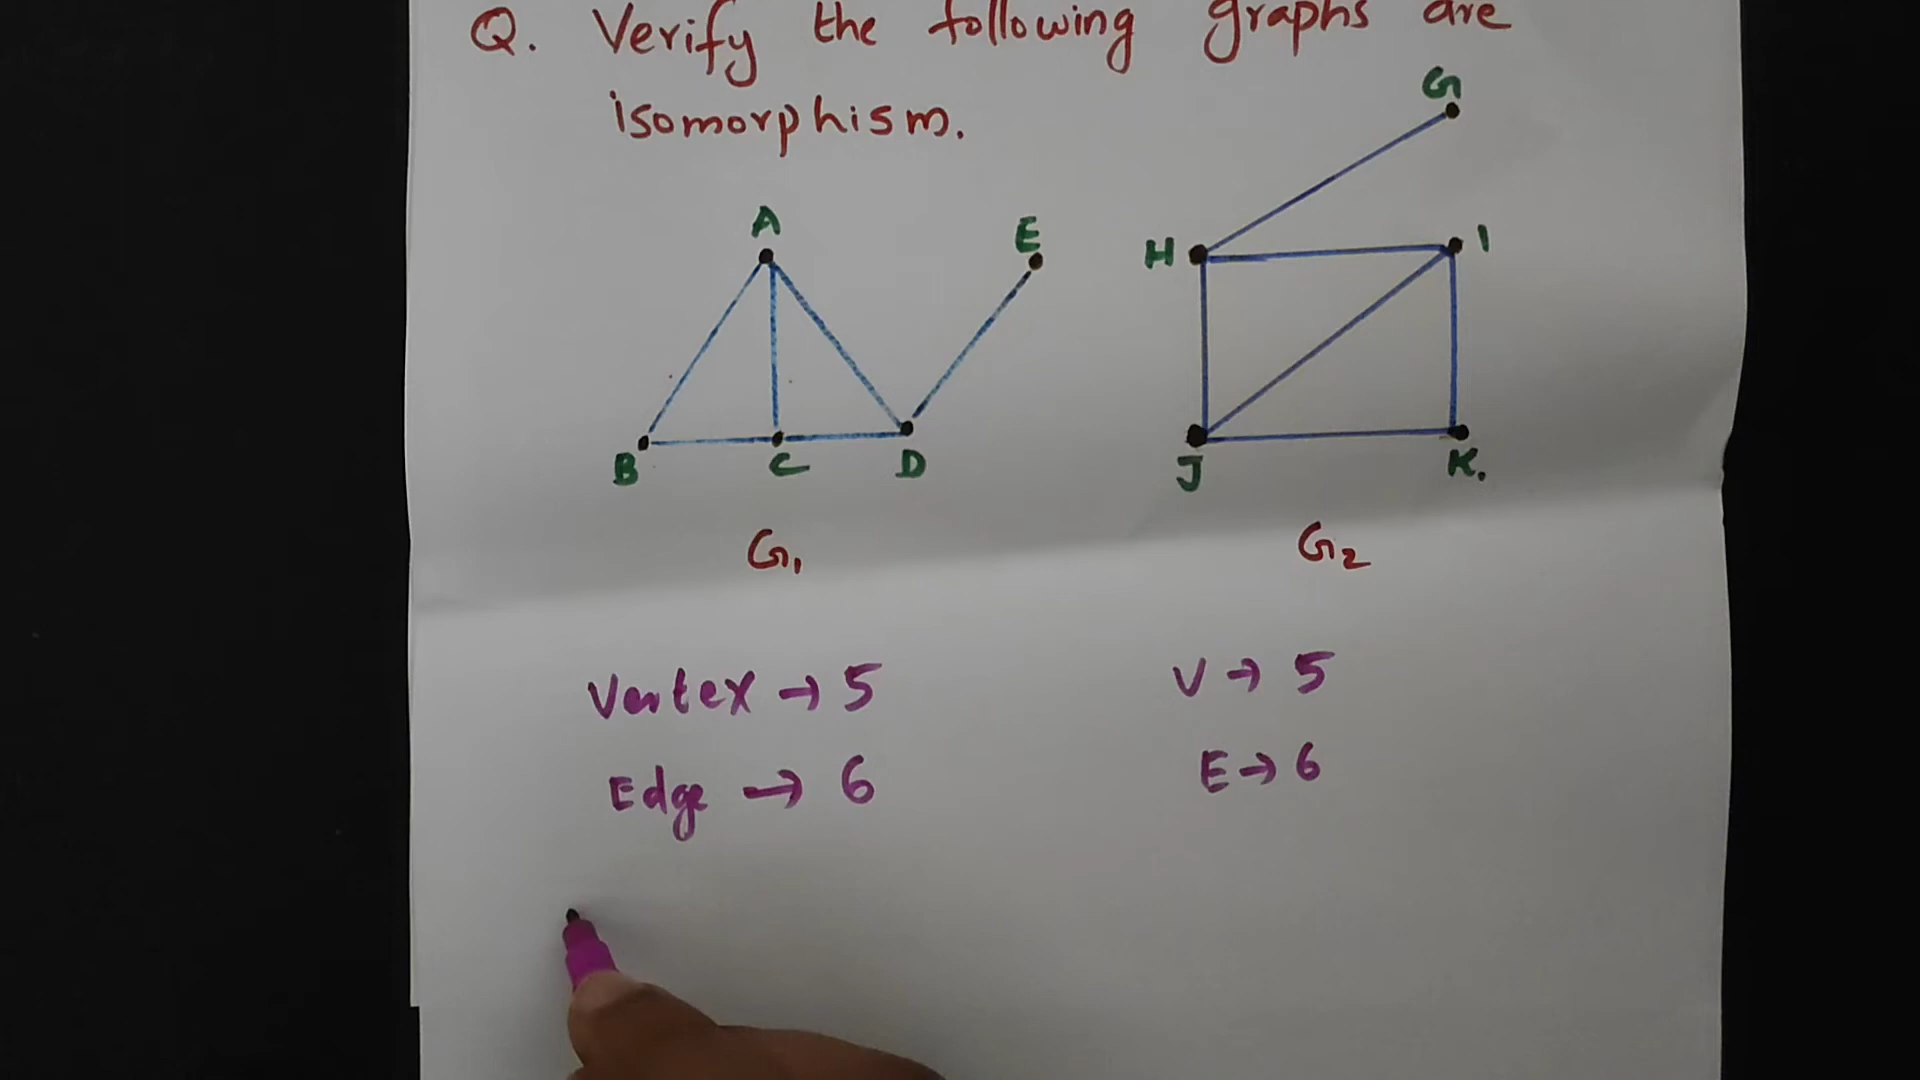 Q. Verify the following graphs are
isomorphism.
G
A
E
H
I
B
C
D
J
K.
G₁
G₂
Vertex → 5
V → 5
Edge → 6
E → 6